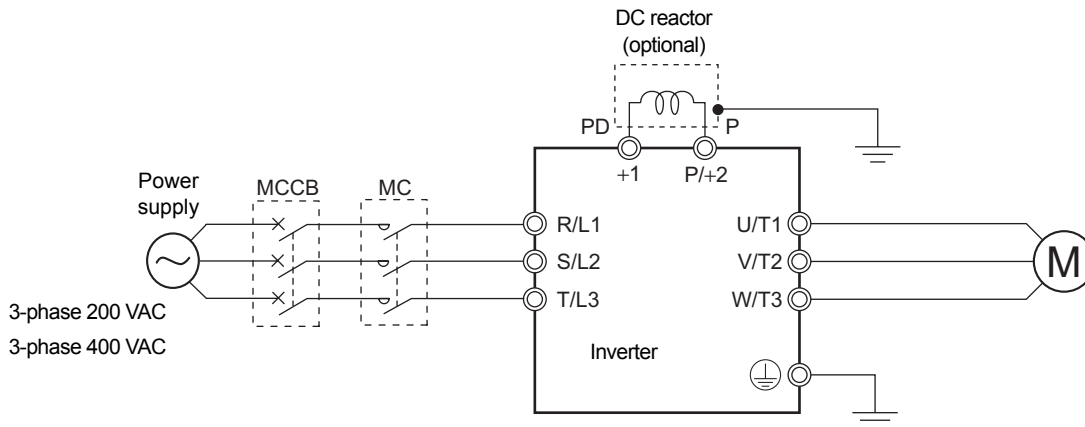 DC reactor
(optional)
PD
P
+1
P/+2
Power
supply
MCCB
MC
R/L1
U/T1
S/L2
V/T2
M
T/L3
W/T3
3-phase 200 VAC
3-phase 400 VAC
Inverter